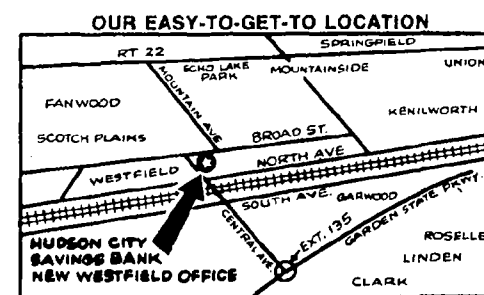 OUR EASY-TO-GET-TO LOCATION
RT 22
SPRINGFIELD
ECHO LAKE
PARK
MOUNTAINSIDE
UNION
MOUNTAIN AVE
FANWOOD
KENILWORTH
SCOTCH PLAINS
BROAD ST.
NORTH AVE
WESTFIELD
SOUTH AVE.
GARWOOD
CENTRAL AVE
EXT. 135
GARDEN STATE PKWY.
HUDSON CITY
SAVINGS BANK
NEW WESTFIELD OFFICE
ROSELLE
LINDEN
CLARK